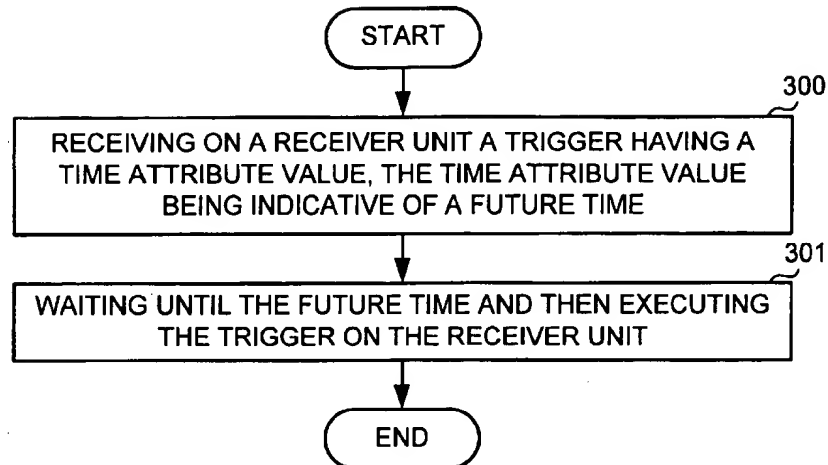 START
300
RECEIVING ON A RECEIVER UNIT A TRIGGER HAVING A
TIME ATTRIBUTE VALUE, THE TIME ATTRIBUTE VALUE
BEING INDICATIVE OF A FUTURE TIME
301
WAITING UNTIL THE FUTURE TIME AND THEN EXECUTING
THE TRIGGER ON THE RECEIVER UNIT
END